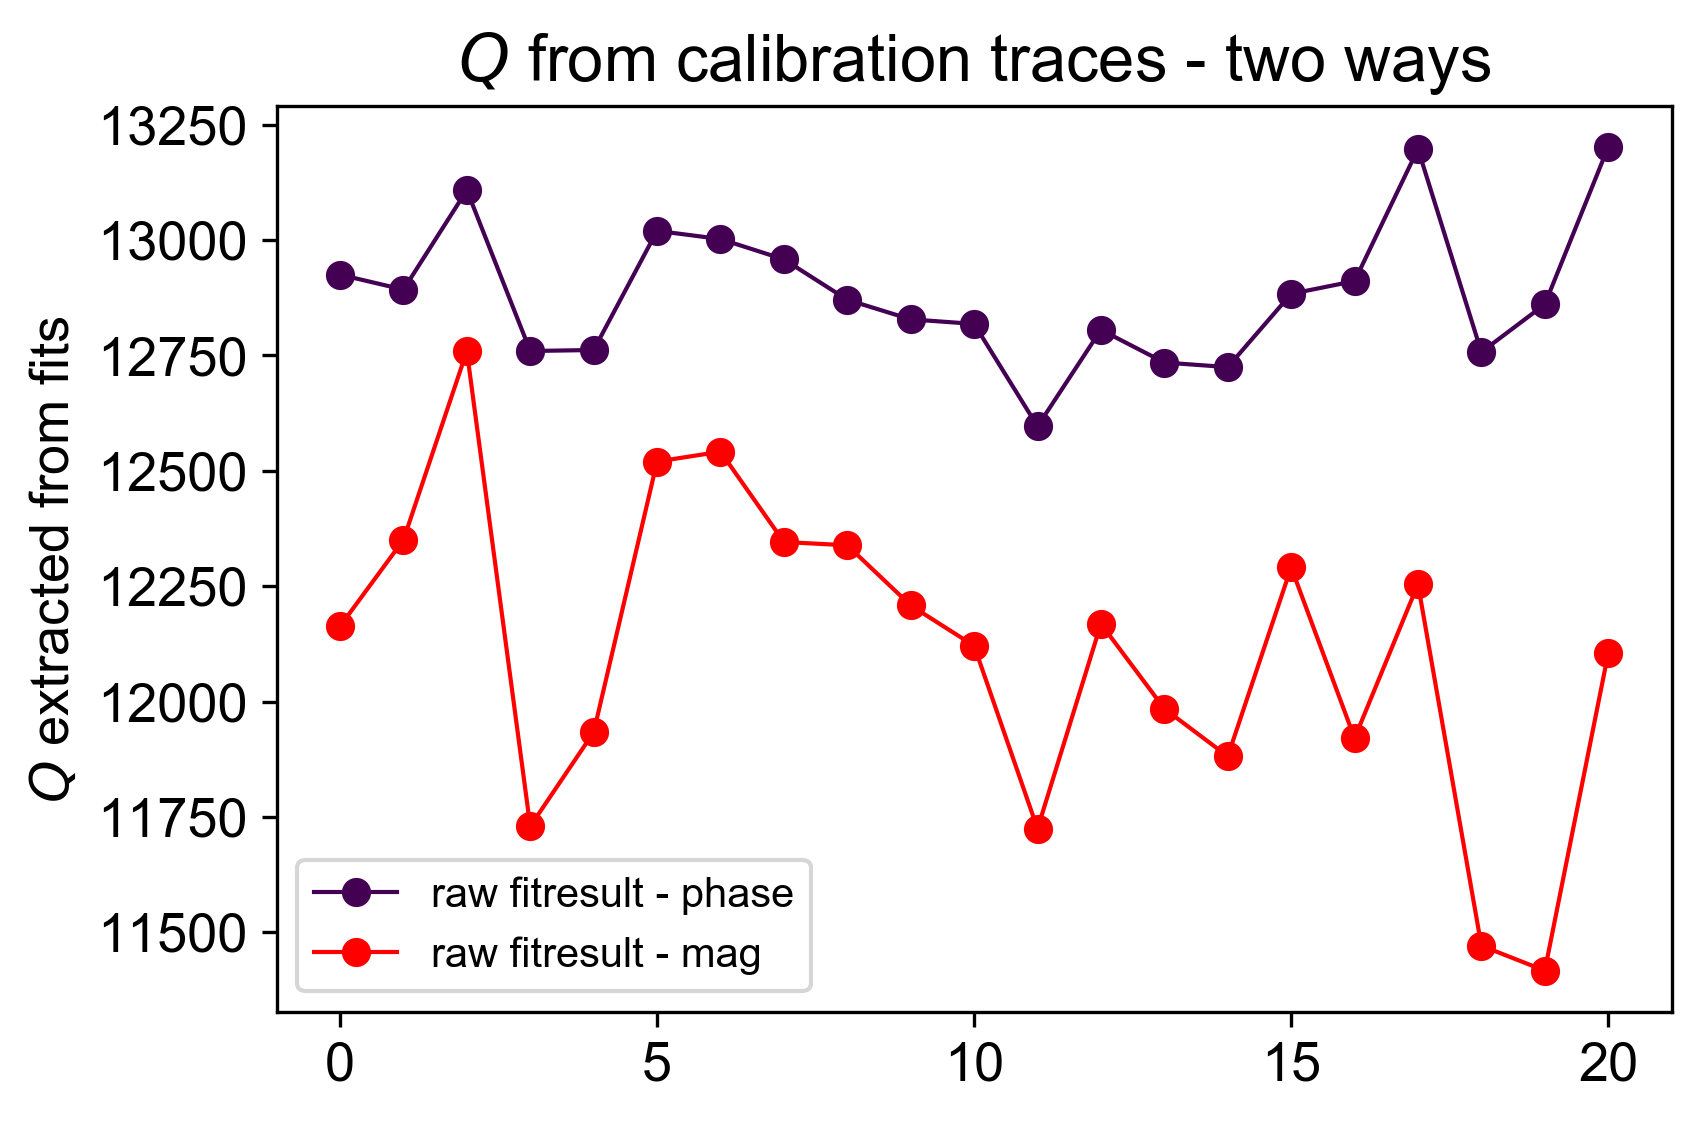 Q from calibration traces - two ways
Q extracted from fits
13250
13000
12750
12500
12250
12000
11750
11500
raw fitresult - phase
raw fitresult - mag
0 5 10 15 20